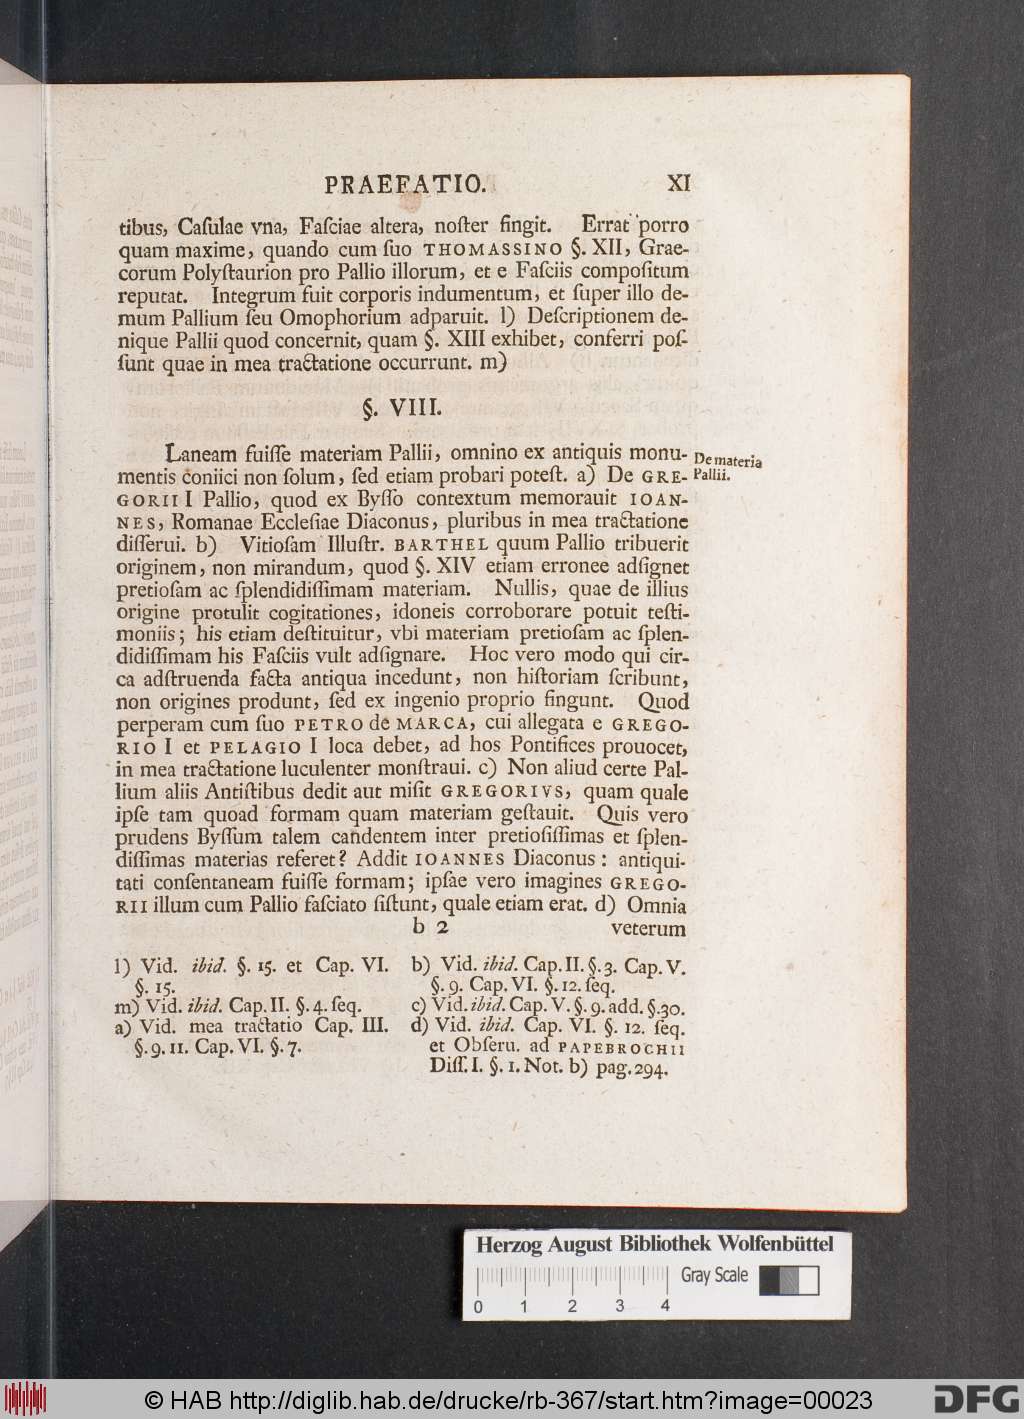 PRAEFATIO. XI
tibus, Caſulae vna, Faſciae altera, noſter fingit. Errat porro
quam maxime, quando cum ſuo THOMASSINO §. XII, Grae-
corum Polyſtaurion pro Pallio illorum, et e Faſciis compoſitum
reputat. Integrum fuit corporis indumentum, et ſuper illo de-
mum Pallium ſeu Omophorium adparuit. l) Deſcriptionem de-
nique Pallii quod concernit, quam §. XIII exhibet, conferri poſ-
ſunt quae in mea tractatione occurrunt. m)
§. VIII.
Laneam fuiſſe materiam Pallii, omnino ex antiquis monu-
mentis coniici non ſolum, ſed etiam probari poteſt. a) De GRE-
De materia
Pallii.
GORII I Pallio, quod ex Byſſo contextum memorauit IOAN-
NES, Romanae Eccleſiae Diaconus, pluribus in mea tractatione
diſſerui. b) Vitioſam Illuſtr. BARTHEL quum Pallio tribuerit
originem, non mirandum, quod §. XIV etiam erronee adſignet
pretioſam ac ſplendidiſſimam materiam. Nullis, quae de illius
origine protulit cogitationes, idoneis corroborare potuit teſti-
moniis; his etiam deſtituitur, vbi materiam pretioſam ac ſplen-
didiſſimam his Faſciis vult adſignare. Hoc vero modo qui cir-
ca adſtruenda facta antiqua incedunt, non hiſtoriam ſcribunt,
non origines produnt, ſed ex ingenio proprio fingunt. Quod
perperam cum ſuo PETRO de MARCA, cui allegata e GREGO-
RIO I et PELAGIO I loca debet, ad hos Pontifices prouocet,
in mea tractatione luculenter monſtraui. c) Non aliud certe Pal-
lium aliis Antiſtibus dedit aut miſit GREGORIVS, quam quale
ipſe tam quoad formam quam materiam geſtauit. Quis vero
prudens Byſſum talem candentem inter pretioſiſſimas et ſplen-
diſſimas materias referet? Addit IOANNES Diaconus: antiqui-
tati conſentaneam fuiſſe formam; ipſae vero imagines GREGO-
RII illum cum Pallio faſciato ſiſtunt, quale etiam erat. d) Omnia
b 2 veterum
l) Vid. ibid. §. 15. et Cap. VI.
§. 15.
m) Vid. ibid. Cap. II. §. 4. ſeq.
a) Vid. mea tractatio Cap. III.
§. 9. 11. Cap. VI. §. 7.
b) Vid. ibid. Cap. II. §. 3. Cap. V.
§. 9. Cap. VI. §. 12. ſeq.
c) Vid. ibid. Cap. V. §. 9. add. §. 30.
d) Vid. ibid. Cap. VI. §. 12. ſeq.
et Obſeru. ad PAPEBROCHII
Diſſ. I. §. 1. Not. b) pag. 294.
Herzog August Bibliothek Wolfenbüttel
Gray Scale
0 1 2 3 4
© HAB http://diglib.hab.de/drucke/rb-367/start.htm?image=00023
DFG